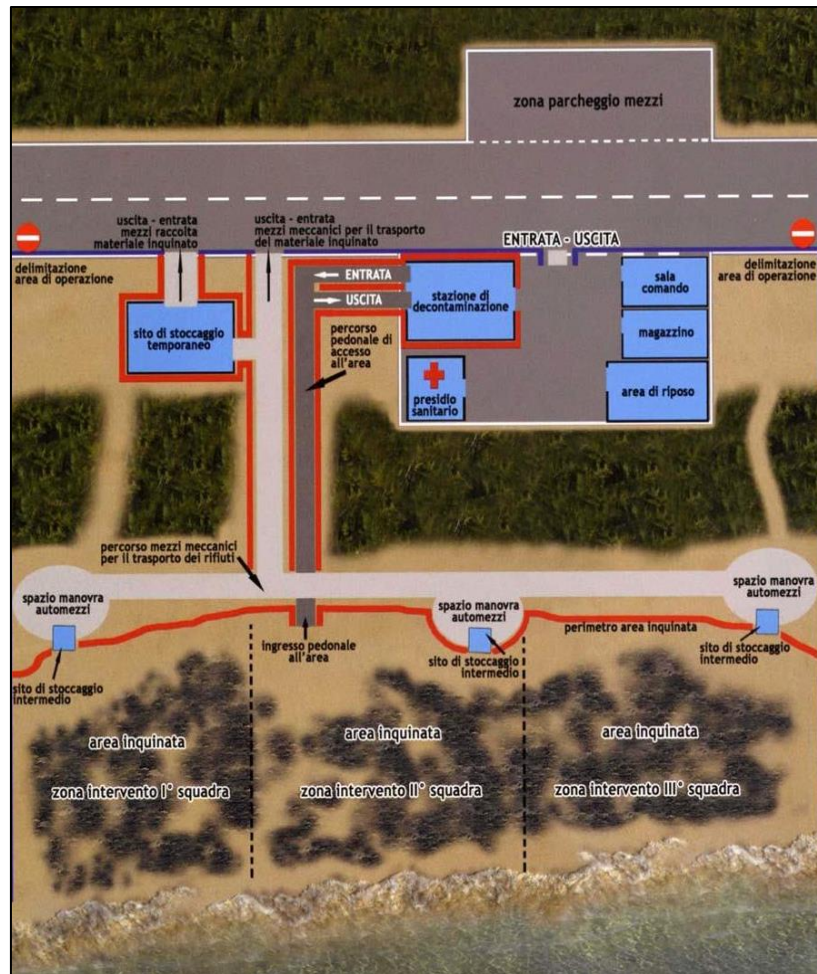 zona parcheggio mezzi
uscita - entrata
mezzi raccolta
materiale inquinato
uscita - entrata
mezzi meccanici per il trasporto
del materiale inquinato
ENTRATA - USCITA
delimitazione
area di operazione
delimitazione
area di operazione
ENTRATA
USCITA
stazione di
decontaminazione
sala
comando
magazzino
area di riposo
sito di stoccaggio
temporaneo
percorso
pedonale di
accesso
all'area
presidio
sanitario
percorso mezzi meccanici
per il trasporto dei rifiuti
spazio manovra
automezzi
spazio manovra
automezzi
spazio manovra
automezzi
ingresso pedonale
all'area
perimetro area inquinata
sito di stoccaggio
intermedio
sito di stoccaggio
intermedio
sito di stoccaggio
intermedio
area inquinata
zona intervento I° squadra
area inquinata
zona intervento II° squadra
area inquinata
zona intervento III° squadra